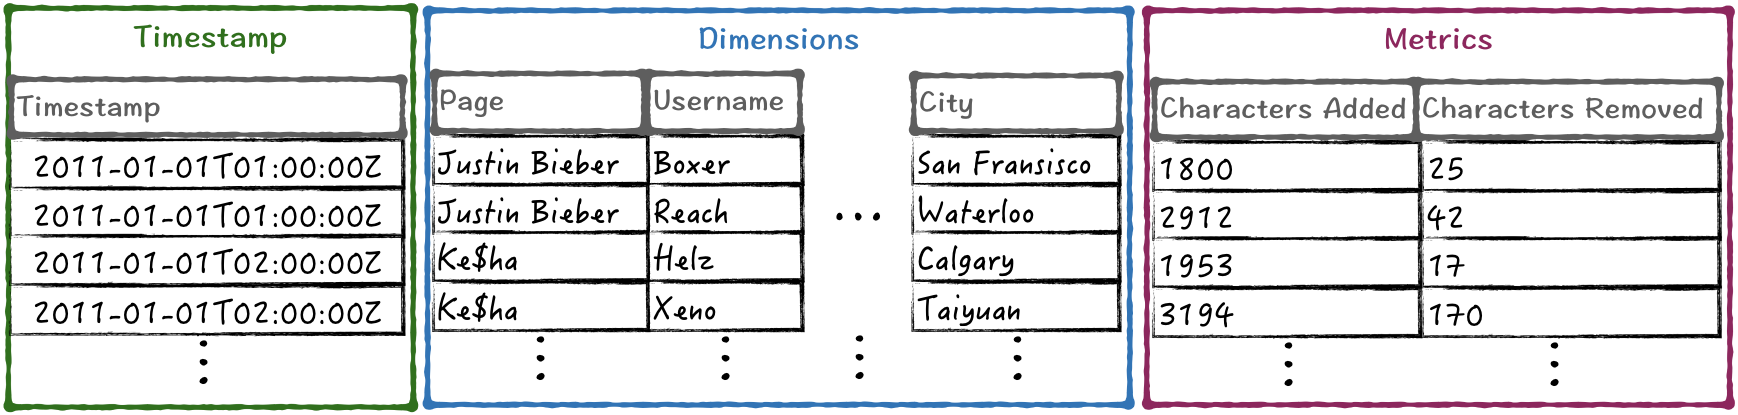 Timestamp Dimensions Metrics
Timestamp Page Username City Characters Added Characters Removed
2011-01-01T01:00:00Z Justin Bieber Boxer San Fransisco 1800 25
2011-01-01T01:00:00Z Justin Bieber Reach ... Waterloo 2912 42
2011-01-01T02:00:00Z Ke$ha Helz Calgary 1953 17
2011-01-01T02:00:00Z Ke$ha Xeno Taiyuan 3194 170